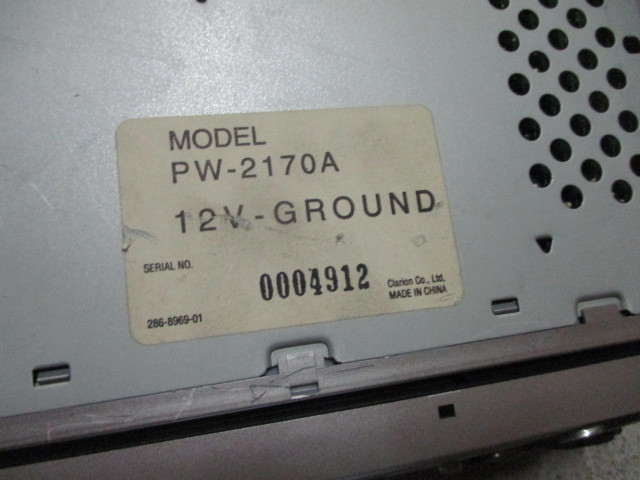 MODEL
PW-2170A
12V-GROUND
SERIAL NO.
0004912
Clarion Co., Ltd.
MADE IN CHINA
286-8969-01